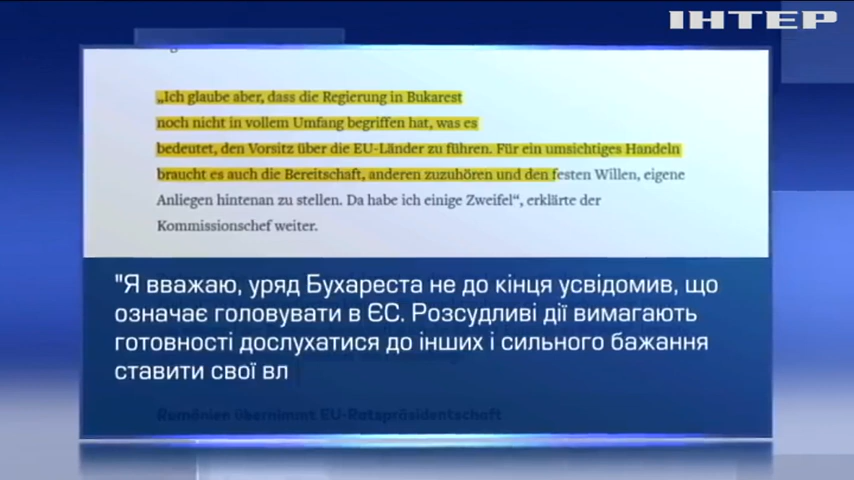 ІНТЕР
„Ich glaube aber, dass die Regierung in Bukarest
noch nicht in vollem Umfang begriffen hat, was es
bedeutet, den Vorsitz über die EU-Länder zu führen. Für ein umsichtiges Handeln
braucht es auch die Bereitschaft, anderen zuzuhören und den festen Willen, eigene
Anliegen hintenan zu stellen. Da habe ich einige Zweifel“, erklärte der
Kommissionschef weiter.
"Я вважаю, уряд Бухареста не до кінця усвідомив, що
означає головувати в ЄС. Розсудливі дії вимагають
готовності дослухатися до інших і сильного бажання
ставити свої вл
Rumänien übernimmt EU-Ratspräsidentschaft